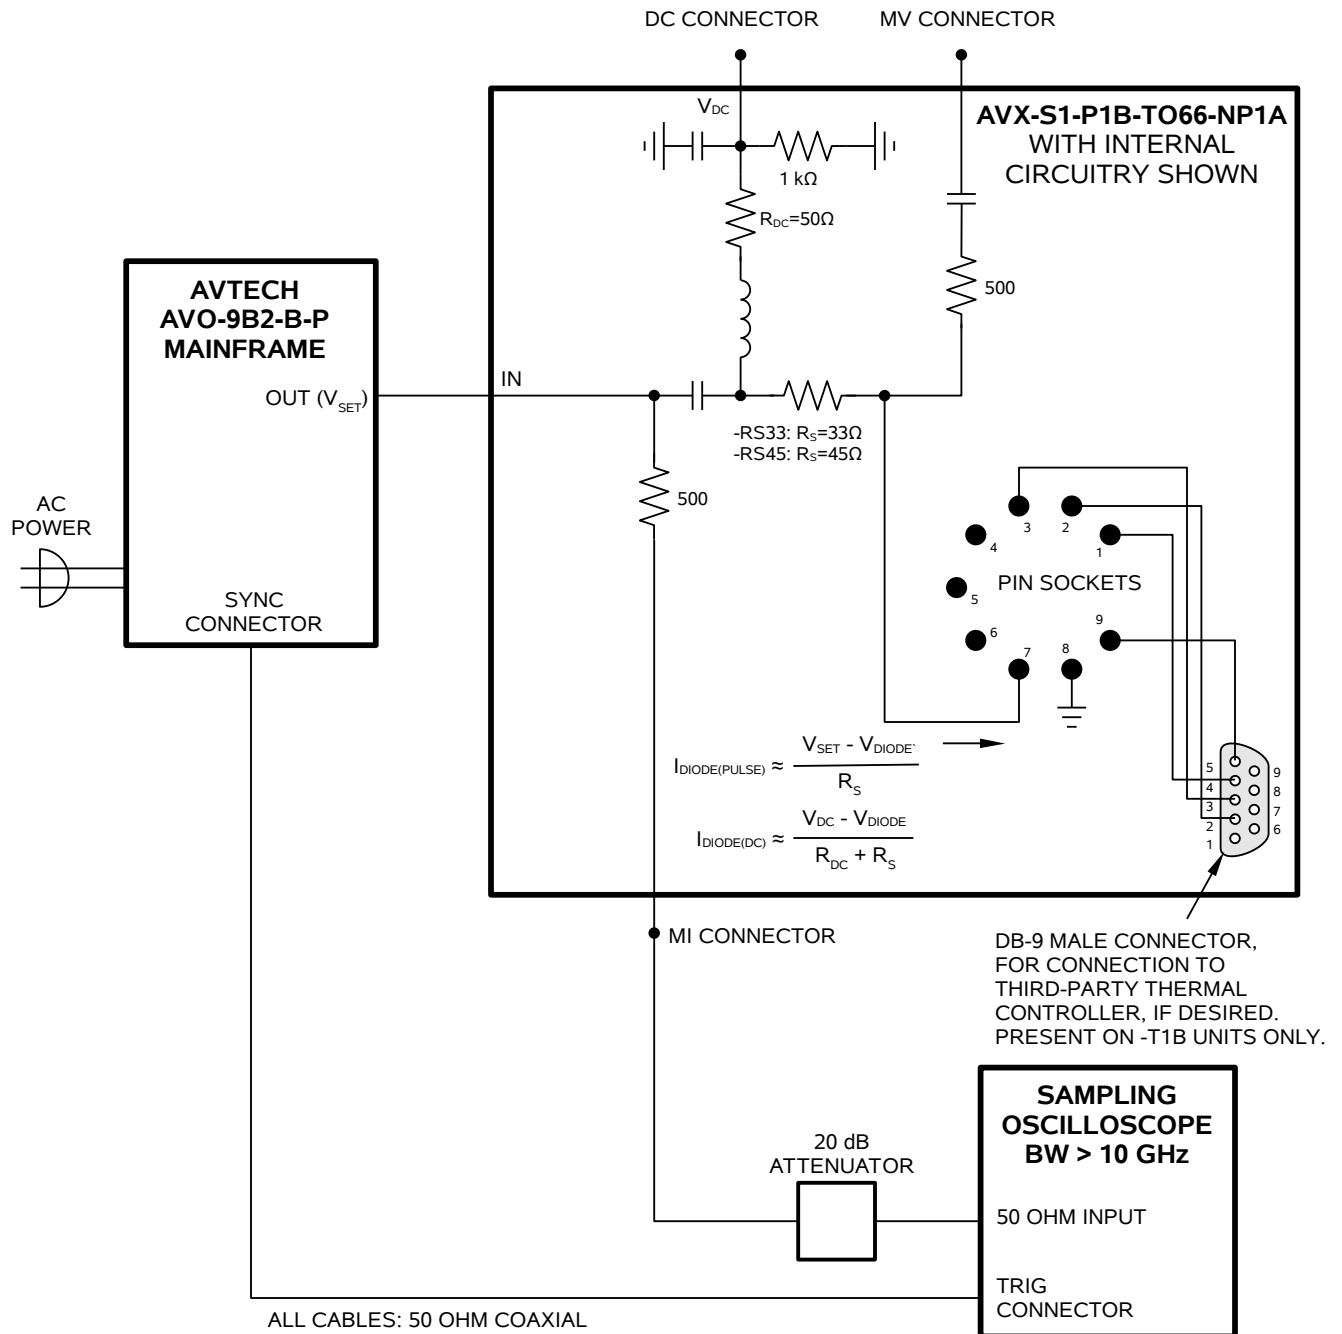 DC CONNECTOR
MV CONNECTOR
V_DC
AVX-S1-P1B-TO66-NP1A
WITH INTERNAL
CIRCUITRY SHOWN
1 kΩ
R_DC=50Ω
500
AVTECH
AVO-9B2-B-P
MAINFRAME
OUT (V_SET)
IN
-RS33: R_S=33Ω
-RS45: R_S=45Ω
500
AC
POWER
SYNC
CONNECTOR
3
2
4
1
PIN SOCKETS
5
6
9
7
8
I_DIODE(PULSE) ≈
V_SET - V_DIODE`
R_S
I_DIODE(DC) ≈
V_DC - V_DIODE
R_DC + R_S
5
4
3
2
1
9
8
7
6
MI CONNECTOR
DB-9 MALE CONNECTOR,
FOR CONNECTION TO
THIRD-PARTY THERMAL
CONTROLLER, IF DESIRED.
PRESENT ON -T1B UNITS ONLY.
20 dB
ATTENUATOR
SAMPLING
OSCILLOSCOPE
BW > 10 GHz
50 OHM INPUT
TRIG
CONNECTOR
ALL CABLES: 50 OHM COAXIAL